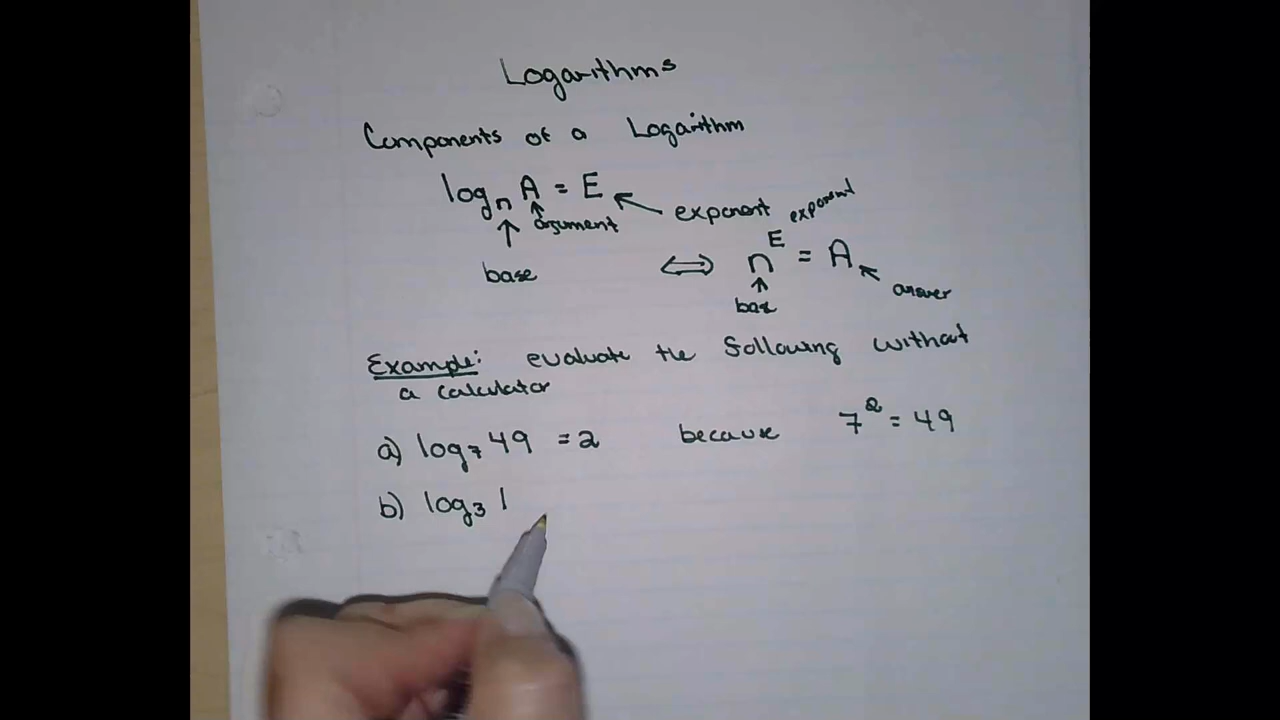 Logarithms
Components of a Logarithm
logₙ A = E
exponent
argument
base
⇔ nᴱ = A
exponent
base
answer
Example: evaluate the following without
a calculator
a) log₇ 49 = 2 because 7² = 49
b) log₃ 1